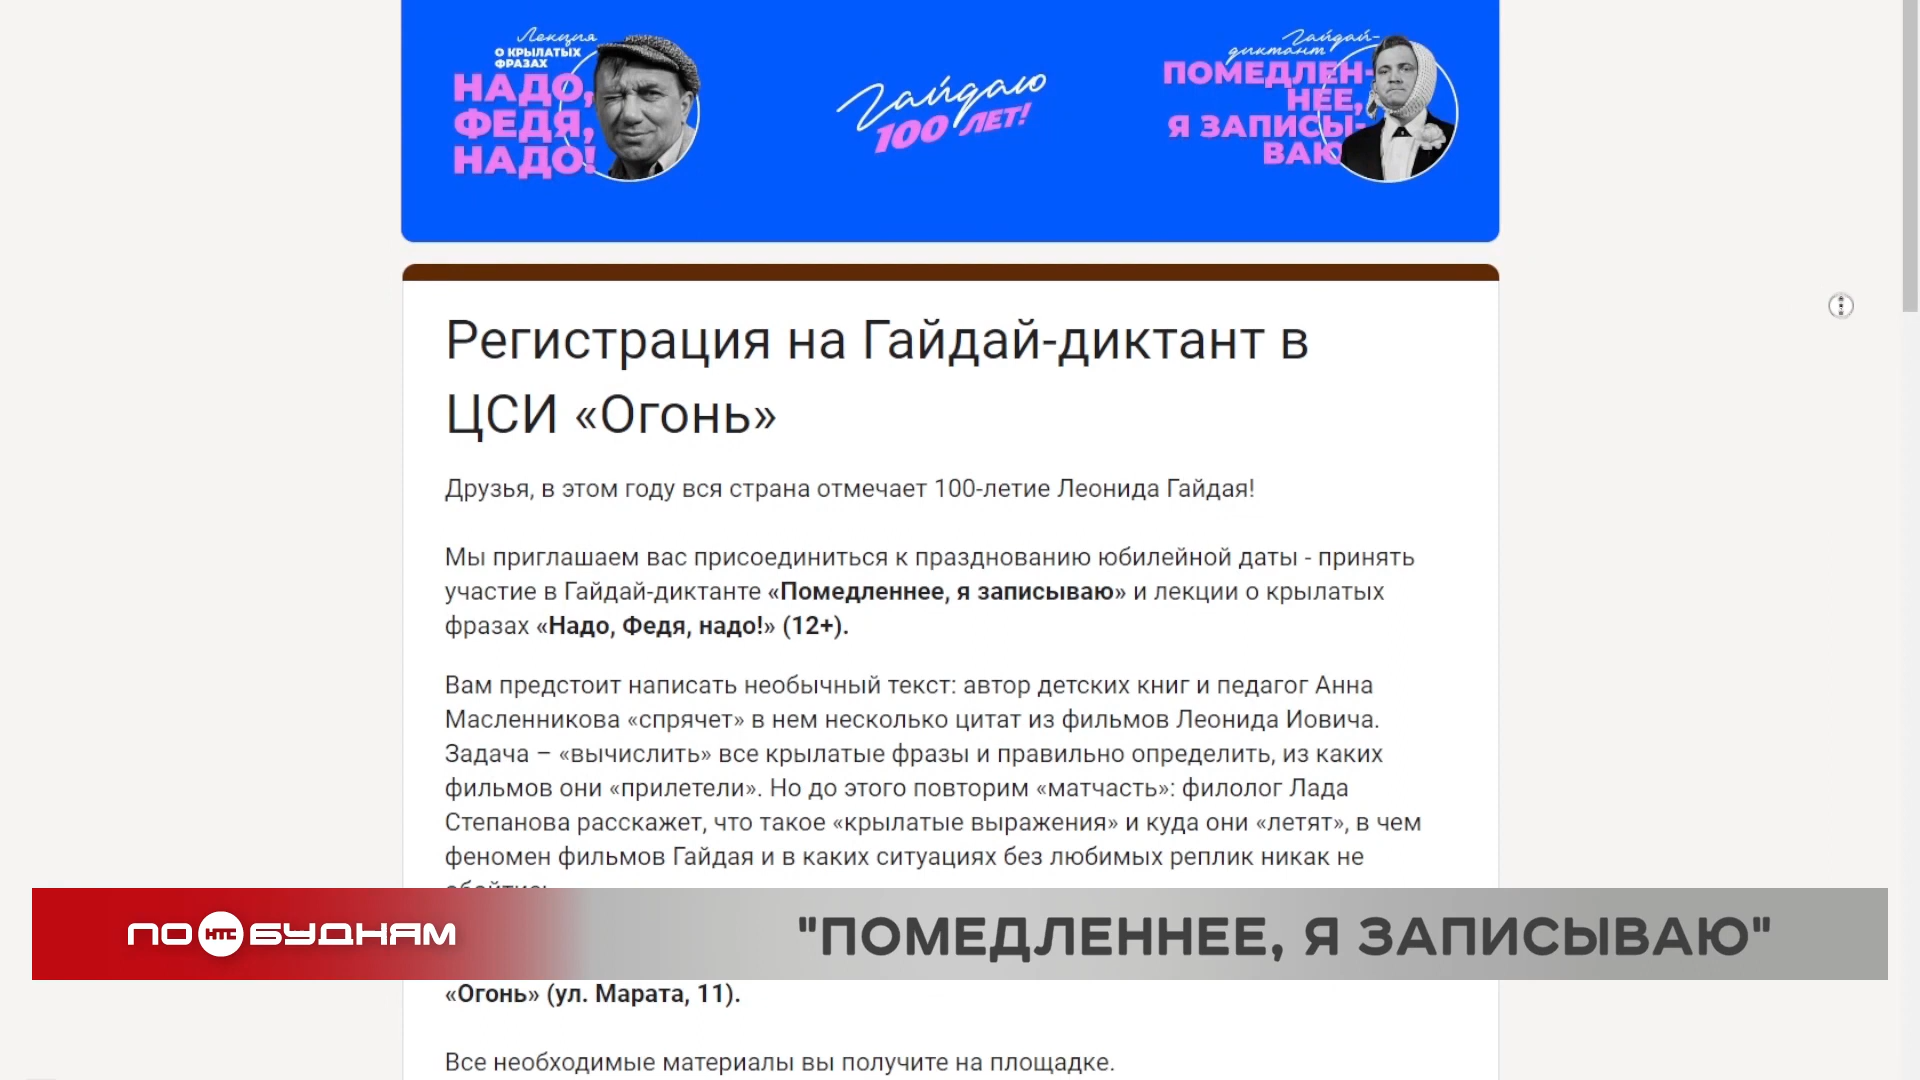 Лекция
О КРЫЛАТЫХ
ФРАЗАХ
НАДО,
ФЕДЯ,
НАДО!
Гайдаю
100 ЛЕТ!
Гайдай-
диктант
ПОМЕДЛЕН-
НЕЕ,
Я ЗАПИСЫ-
ВАЮ
Регистрация на Гайдай-диктант в
ЦСИ «Огонь»
Друзья, в этом году вся страна отмечает 100-летие Леонида Гайдая!
Мы приглашаем вас присоединиться к празднованию юбилейной даты - принять
участие в Гайдай-диктанте «Помедленнее, я записываю» и лекции о крылатых
фразах «Надо, Федя, надо!» (12+).
Вам предстоит написать необычный текст: автор детских книг и педагог Анна
Масленникова «спрячет» в нем несколько цитат из фильмов Леонида Иовича.
Задача – «вычислить» все крылатые фразы и правильно определить, из каких
фильмов они «прилетели». Но до этого повторим «матчасть»: филолог Лада
Степанова расскажет, что такое «крылатые выражения» и куда они «летят», в чем
феномен фильмов Гайдая и в каких ситуациях без любимых реплик никак не
ПО НТС БУДНЯМ
"ПОМЕДЛЕННЕЕ, Я ЗАПИСЫВАЮ"
«Огонь» (ул. Марата, 11).
Все необходимые материалы вы получите на площадке.